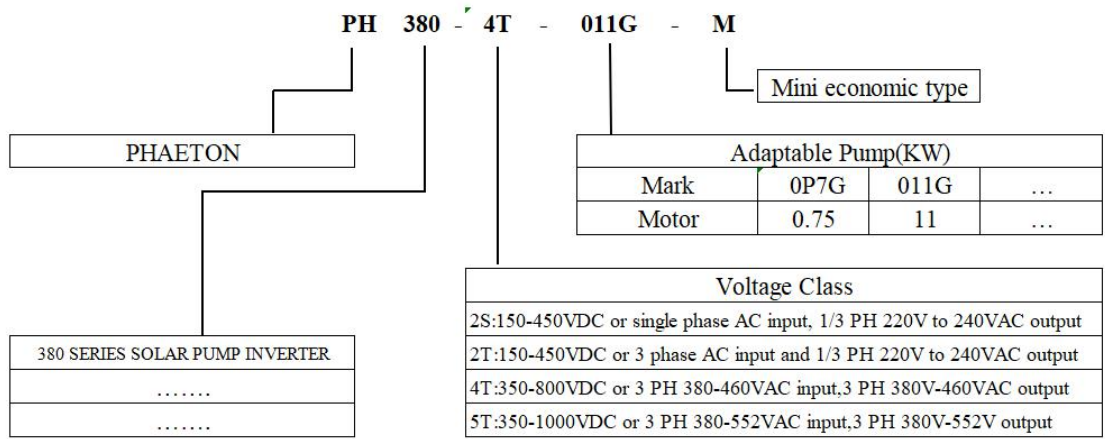 PH 380 - 4T - 011G - M
Mini economic type
PHAETON
Adaptable Pump(KW)
Mark 0P7G 011G ...
Motor 0.75 11 ...
Voltage Class
2S:150-450VDC or single phase AC input, 1/3 PH 220V to 240VAC output
2T:150-450VDC or 3 phase AC input and 1/3 PH 220V to 240VAC output
4T:350-800VDC or 3 PH 380-460VAC input,3 PH 380V-460VAC output
5T:350-1000VDC or 3 PH 380-552VAC input,3 PH 380V-552V output
380 SERIES SOLAR PUMP INVERTER
.......
.......